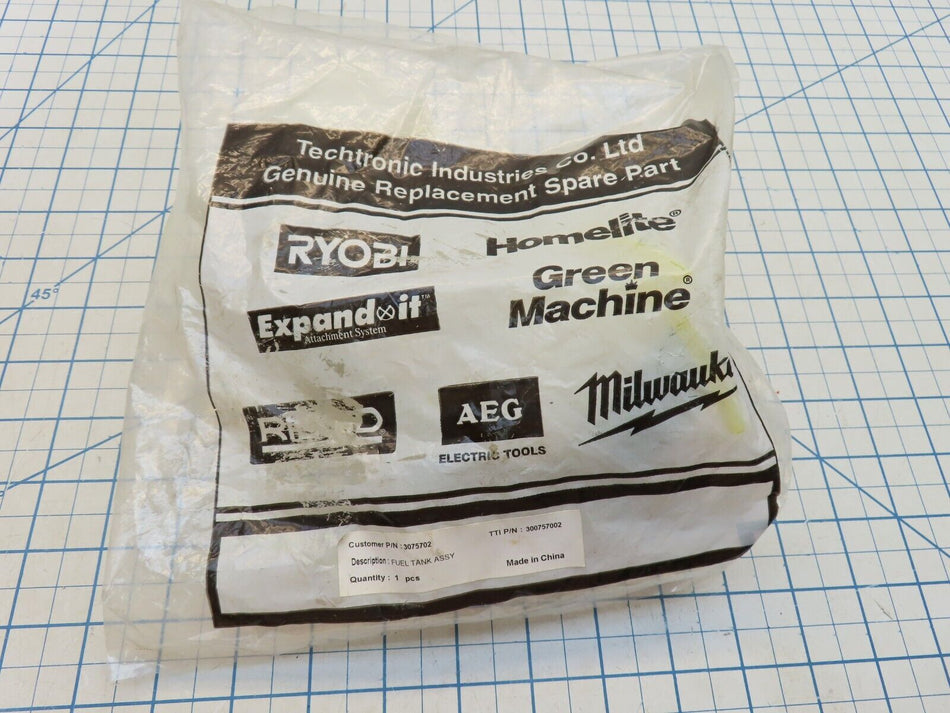 Techtronic Industries Co. Ltd
Genuine Replacement Spare Part
RYOBI
Homelite®
Expand it™
Attachment System
Green
Machine®
AEG
ELECTRIC TOOLS
Milwauk
Customer P/N : 3075702
TTI P/N : 300757002
Description : FUEL TANK ASSY
Quantity : 1 pcs
Made in China
45°